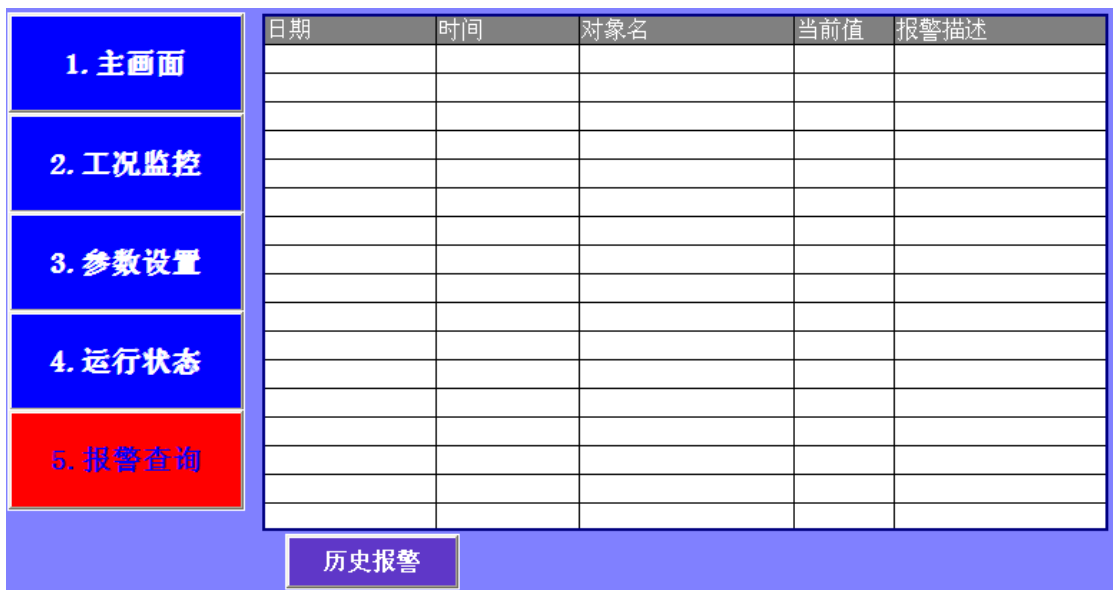 1. 主画面
2. 工况监控
3. 参数设置
4. 运行状态
5. 报警查询
日期 时间 对象名 当前值 报警描述
历史报警